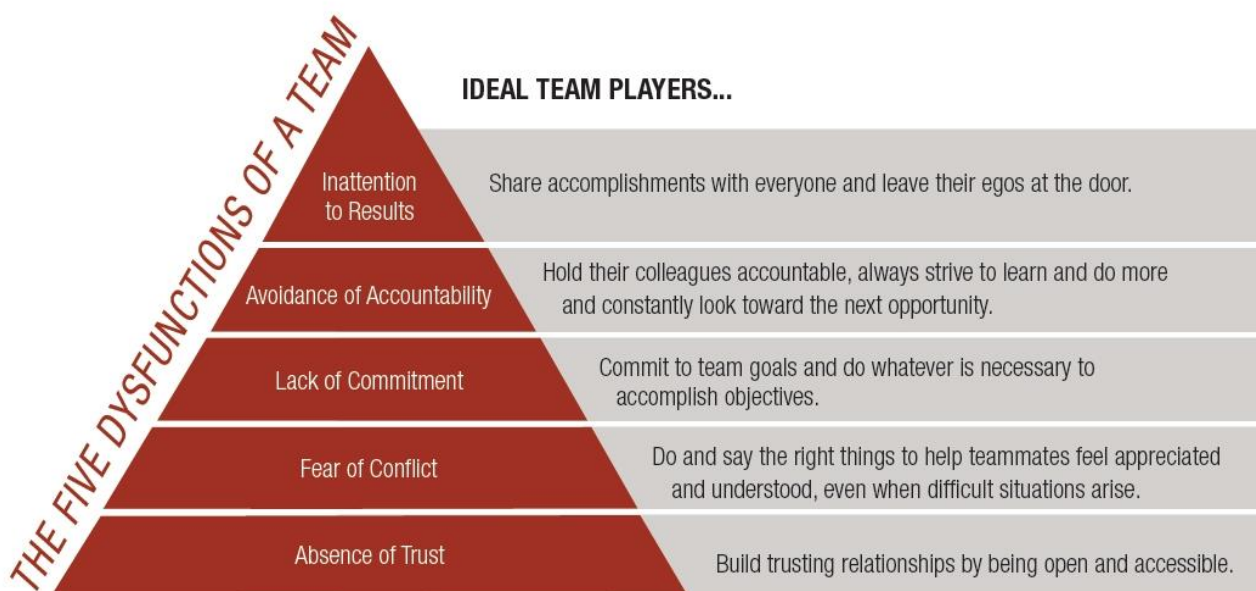 THE FIVE DYSFUNCTIONS OF A TEAM
IDEAL TEAM PLAYERS...
Inattention
to Results
Share accomplishments with everyone and leave their egos at the door.
Avoidance of Accountability
Hold their colleagues accountable, always strive to learn and do more
and constantly look toward the next opportunity.
Lack of Commitment
Commit to team goals and do whatever is necessary to
accomplish objectives.
Fear of Conflict
Do and say the right things to help teammates feel appreciated
and understood, even when difficult situations arise.
Absence of Trust
Build trusting relationships by being open and accessible.